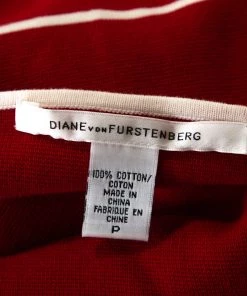 DIANE VON FURSTENBERG
100% COTTON/
COTON
MADE IN
CHINA
FABRIQUE EN
CHINE
P